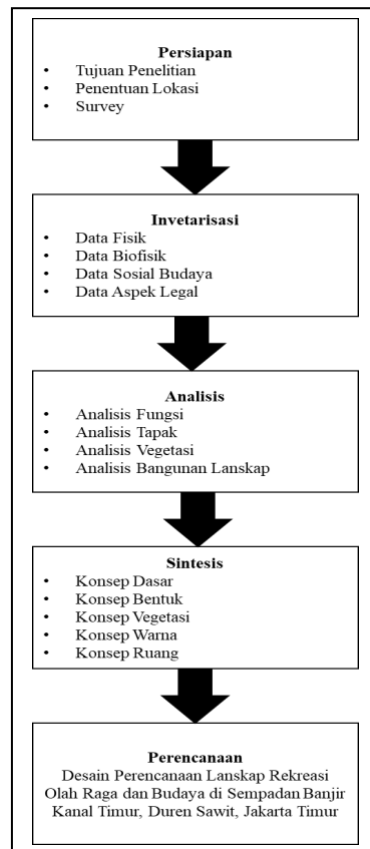 Persiapan
• Tujuan Penelitian
• Penentuan Lokasi
• Survey
Invetarisasi
• Data Fisik
• Data Biofisik
• Data Sosial Budaya
• Data Aspek Legal
Analisis
• Analisis Fungsi
• Analisis Tapak
• Analisis Vegetasi
• Analisis Bangunan Lanskap
Sintesis
• Konsep Dasar
• Konsep Bentuk
• Konsep Vegetasi
• Konsep Warna
• Konsep Ruang
Perencanaan
Desain Perencanaan Lanskap Rekreasi
Olah Raga dan Budaya di Sempadan Banjir
Kanal Timur, Duren Sawit, Jakarta Timur